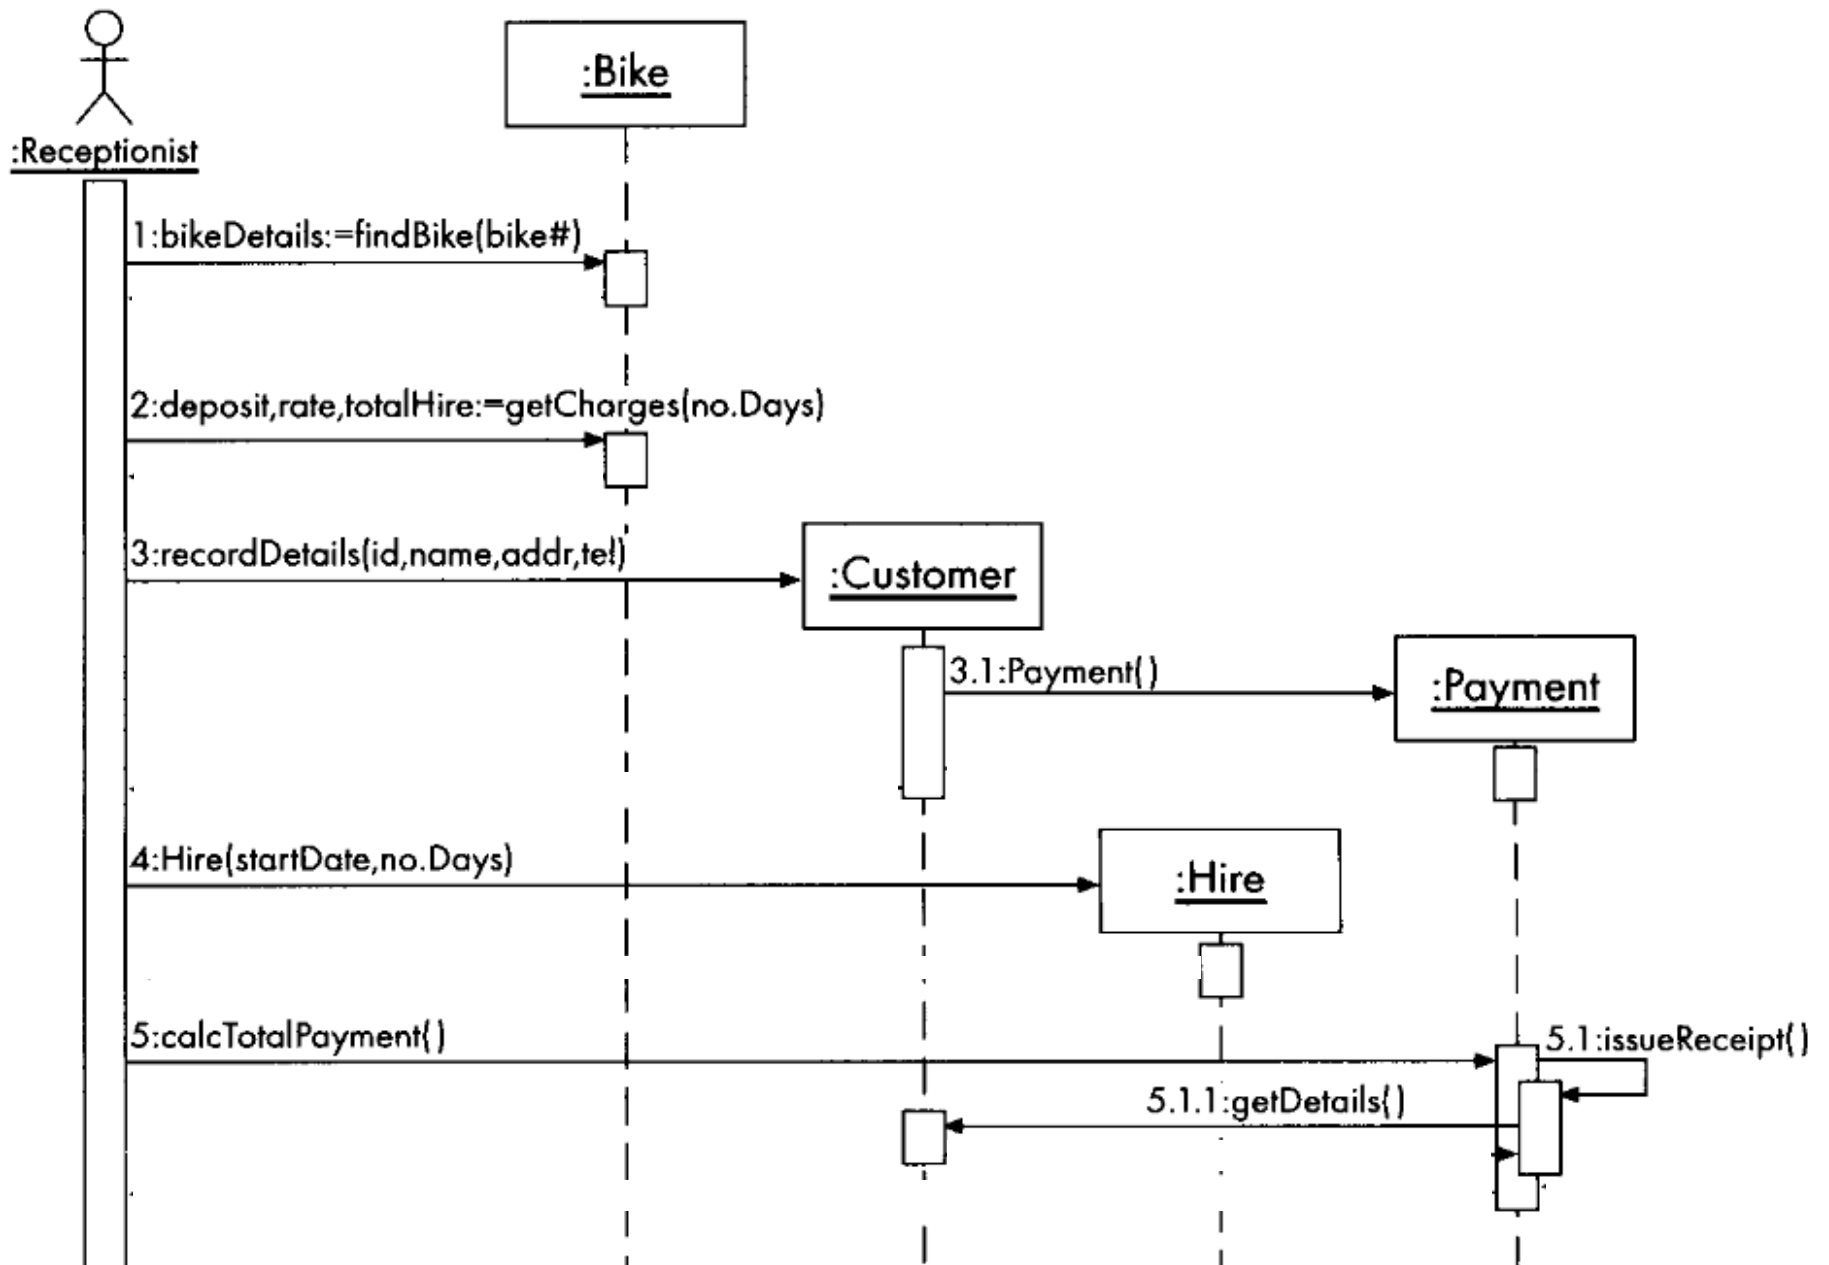 :Bike
:Receptionist
1:bikeDetails:=findBike(bike#)
2:deposit,rate,totalHire:=getCharges(no.Days)
3:recordDetails(id,name,addr,tel)
:Customer
3.1:Payment()
:Payment
4:Hire(startDate,no.Days)
:Hire
5:calcTotalPayment()
5.1:issueReceipt()
5.1.1:getDetails()